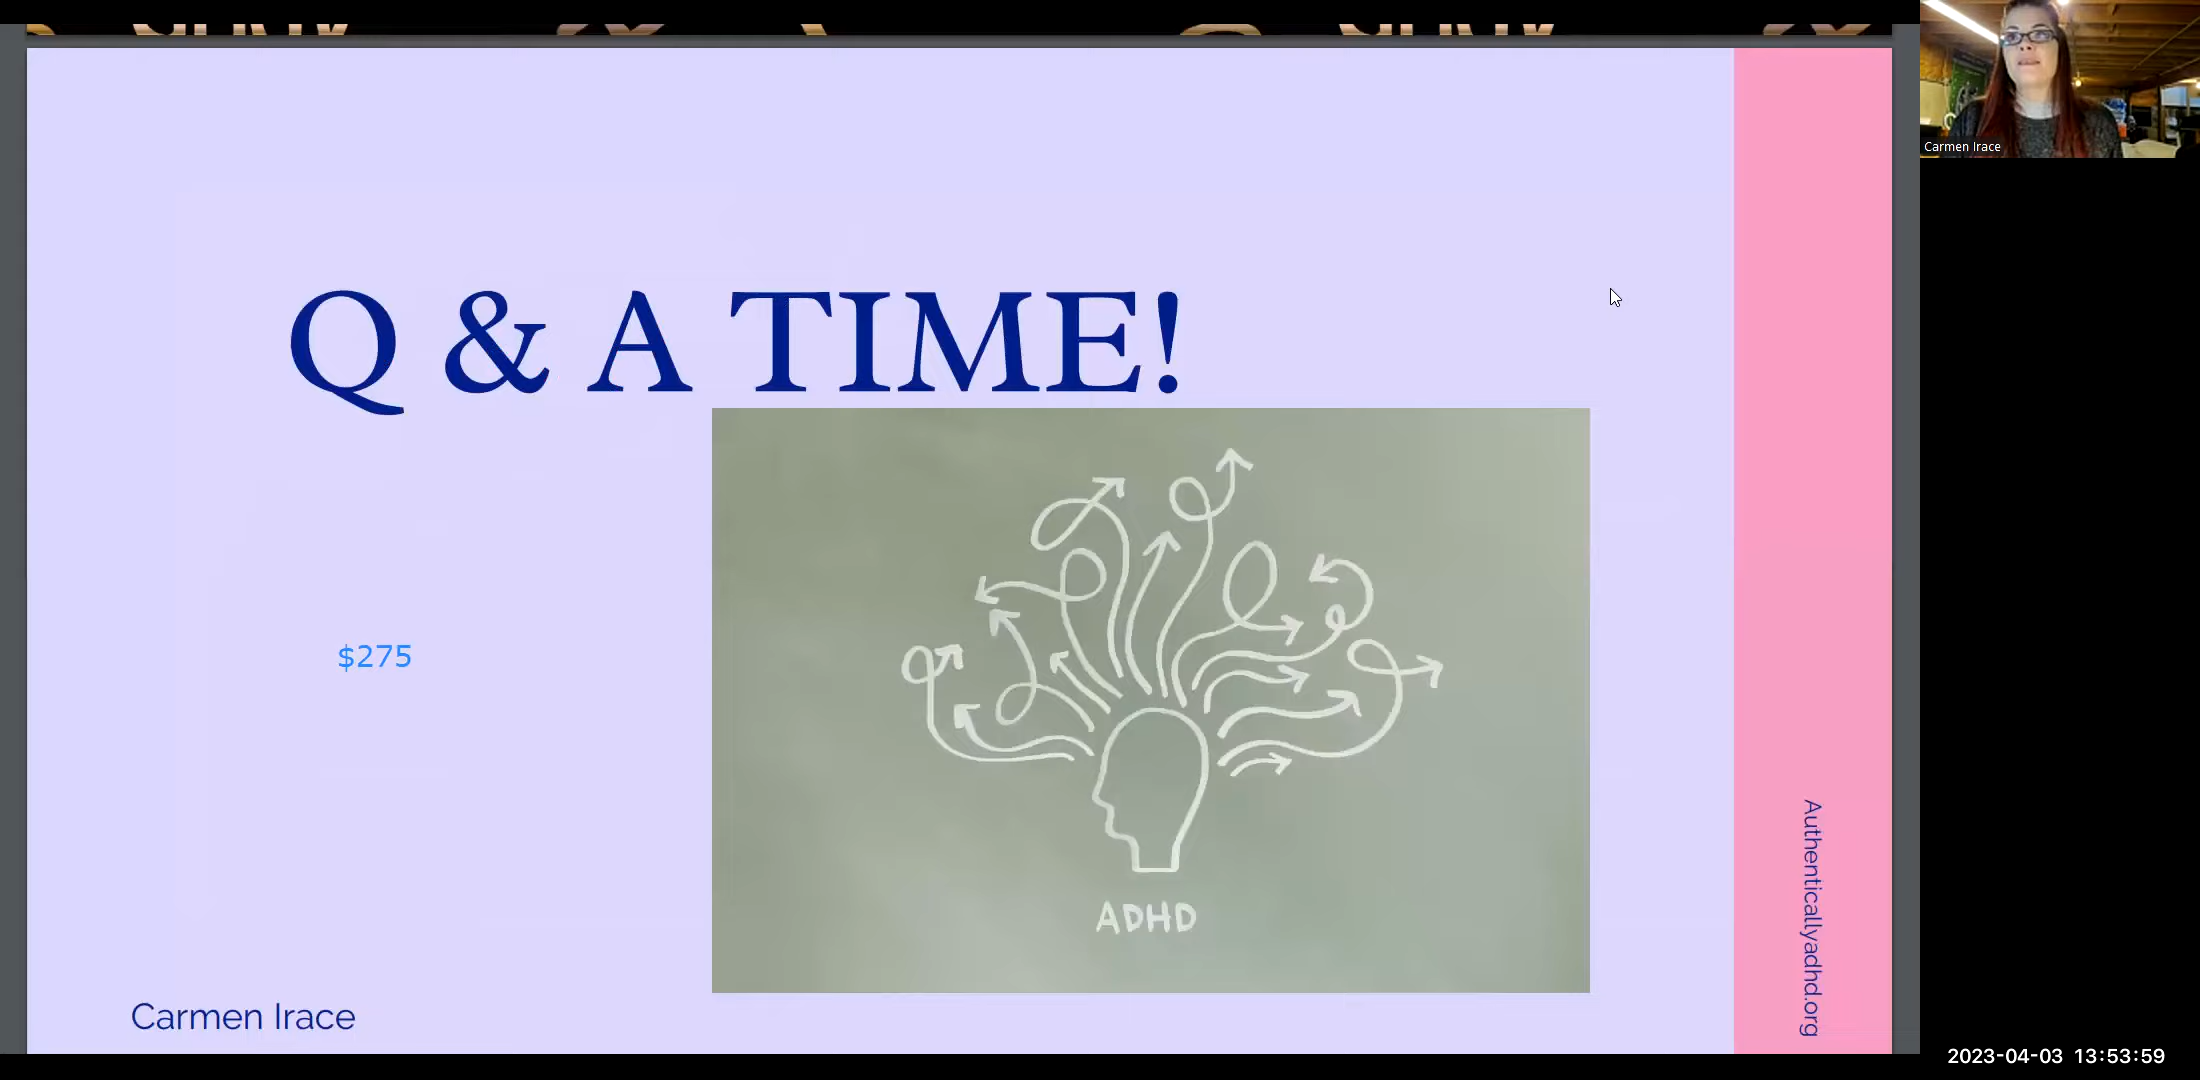 Q & A TIME!
$275
ADHD
Carmen Irace
Authenticallyadhd.org
Carmen Irace
2023-04-03 13:53:59